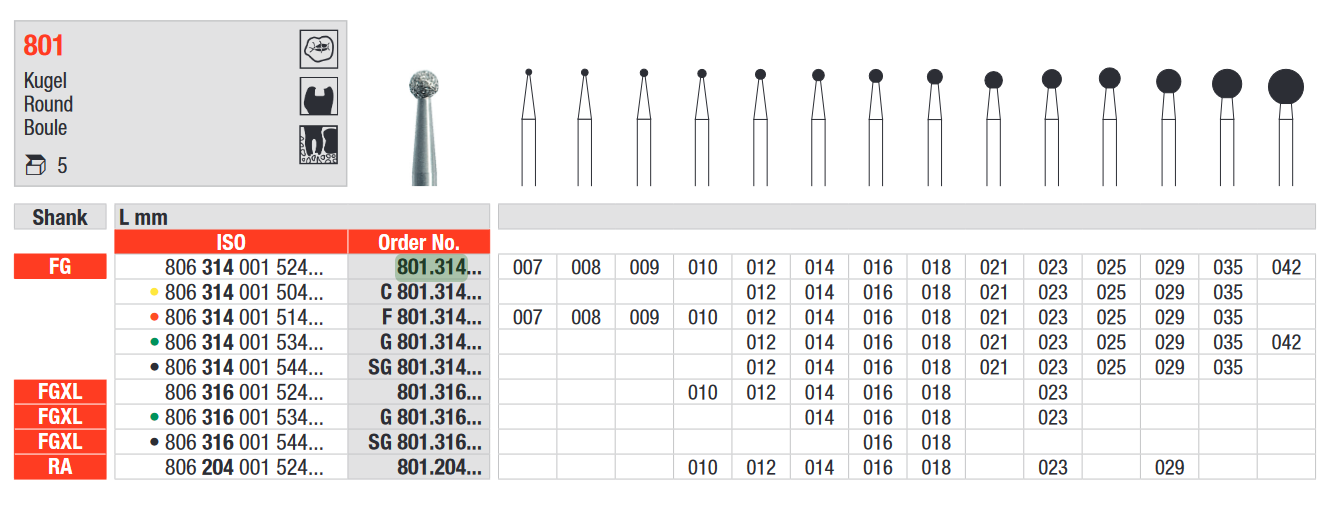 801
Kugel
Round
Boule
5
Shank L mm
ISO Order No.
FG 806 314 001 524... 801.314... 007 008 009 010 012 014 016 018 021 023 025 029 035 042
806 314 001 504... C 801.314... 012 014 016 018 021 023 025 029 035
806 314 001 514... F 801.314... 007 008 009 010 012 014 016 018 021 023 025 029 035
806 314 001 534... G 801.314... 012 014 016 018 021 023 025 029 035 042
806 314 001 544... SG 801.314... 012 014 016 018 021 023 025 029 035
FGXL 806 316 001 524... 801.316... 010 012 014 016 018 023
FGXL 806 316 001 534... G 801.316... 014 016 018 023
FGXL 806 316 001 544... SG 801.316... 016 018
RA 806 204 001 524... 801.204... 010 012 014 016 018 023 029